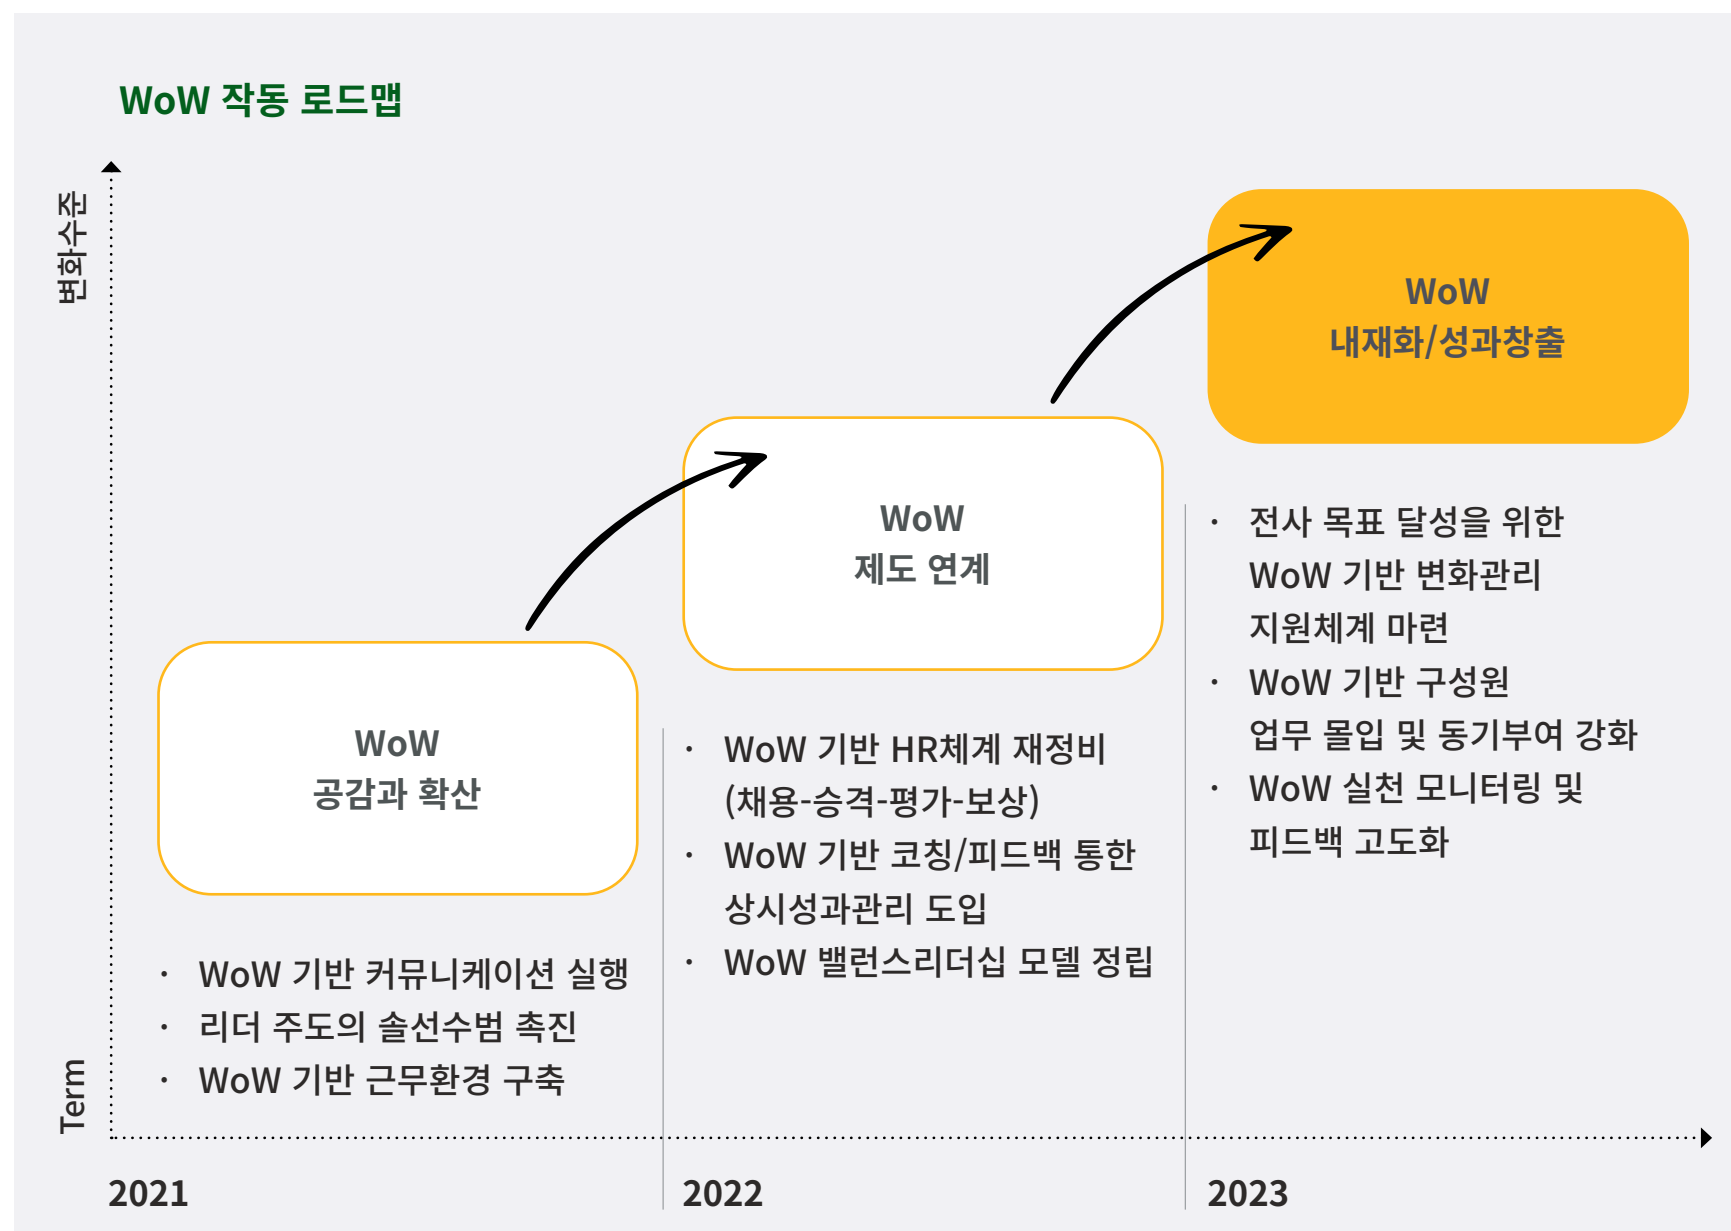 WoW 작동 로드맵
변화수준
WoW
내재화/성과창출
WoW
제도 연계
WoW
공감과 확산
· 전사 목표 달성을 위한
WoW 기반 변화관리
지원체계 마련
· WoW 기반 구성원
업무 몰입 및 동기부여 강화
· WoW 실천 모니터링 및
피드백 고도화
· WoW 기반 HR체계 재정비
(채용-승격-평가-보상)
· WoW 기반 코칭/피드백 통한
상시성과관리 도입
· WoW 밸런스리더십 모델 정립
· WoW 기반 커뮤니케이션 실행
· 리더 주도의 솔선수범 촉진
· WoW 기반 근무환경 구축
Term
2021
2022
2023